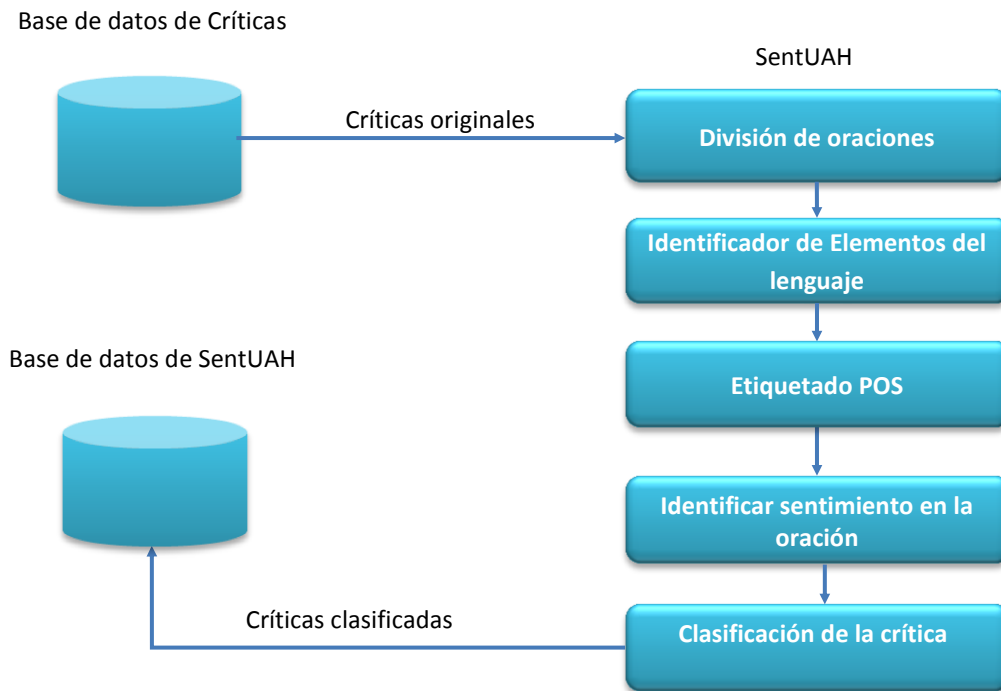 Base de datos de Críticas
SentUAH
Críticas originales
División de oraciones
Identificador de Elementos del
lenguaje
Base de datos de SentUAH
Etiquetado POS
Identificar sentimiento en la
oración
Críticas clasificadas
Clasificación de la crítica